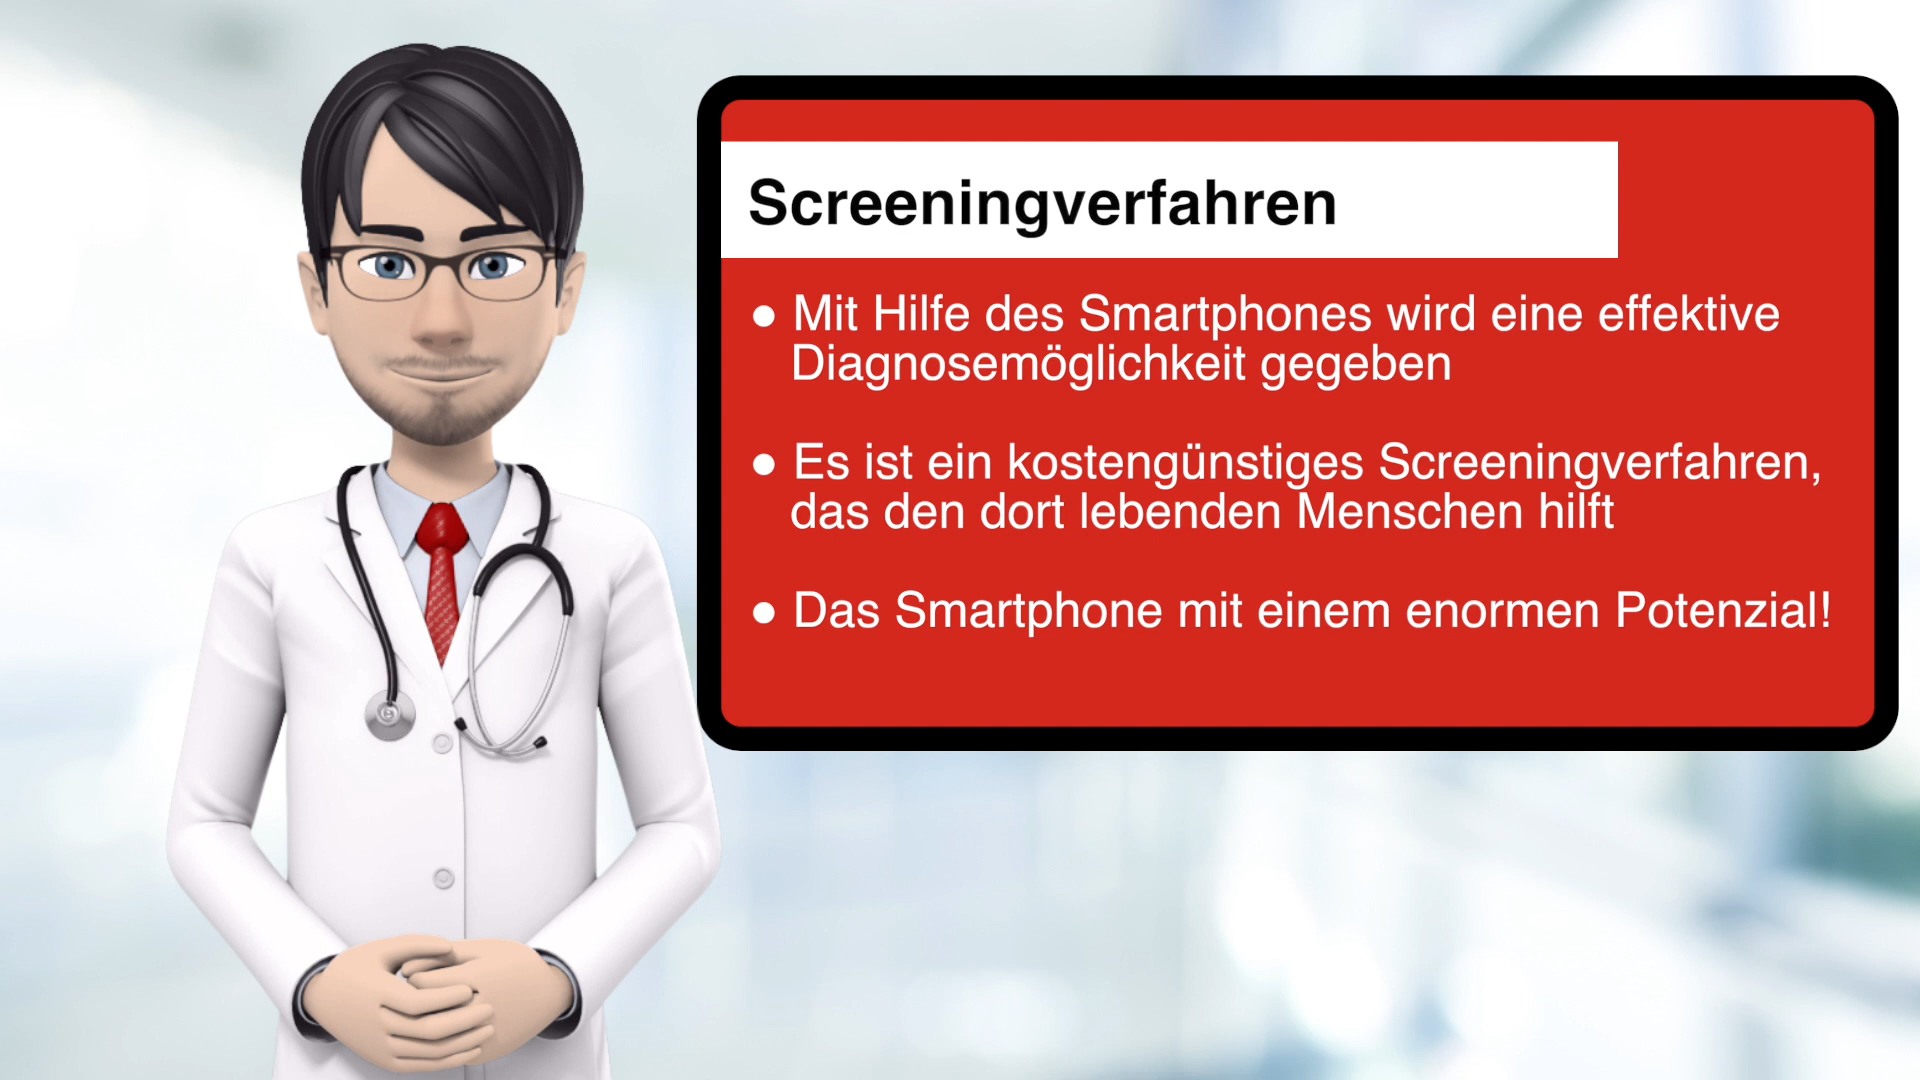 Screeningverfahren
● Mit Hilfe des Smartphones wird eine effektive
Diagnosemöglichkeit gegeben
● Es ist ein kostengünstiges Screeningverfahren,
das den dort lebenden Menschen hilft
● Das Smartphone mit einem enormen Potenzial!